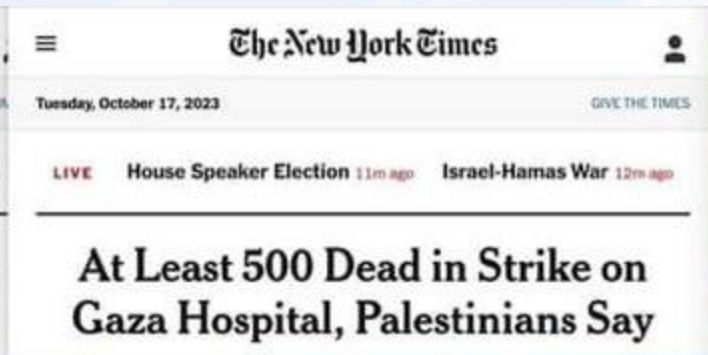 The New York Times
Tuesday, October 17, 2023 GIVE THE TIMES
LIVE House Speaker Election 11m ago Israel-Hamas War 12m ago
At Least 500 Dead in Strike on
Gaza Hospital, Palestinians Say